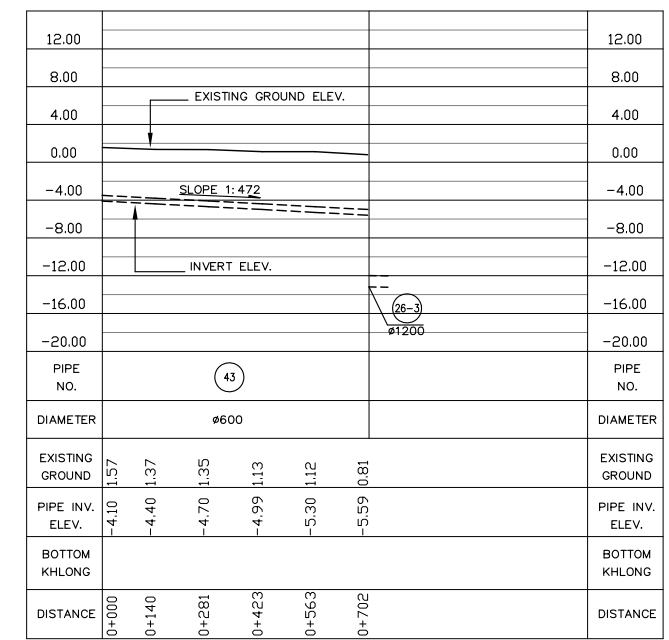 12.00 12.00
8.00 8.00
EXISTING GROUND ELEV.
4.00 4.00
0.00 0.00
-4.00 SLOPE 1:472 -4.00
-8.00 -8.00
-12.00 INVERT ELEV. -12.00
-16.00 26-3 -16.00
ø1200
-20.00 -20.00
PIPE NO. 43 PIPE NO.
DIAMETER ø600 DIAMETER
EXISTING GROUND 1.57 1.37 1.35 1.13 1.12 0.81 EXISTING GROUND
PIPE INV. ELEV. -4.10 -4.40 -4.70 -4.99 -5.30 -5.59 PIPE INV. ELEV.
BOTTOM KHLONG BOTTOM KHLONG
DISTANCE 0+000 0+140 0+281 0+423 0+563 0+702 DISTANCE